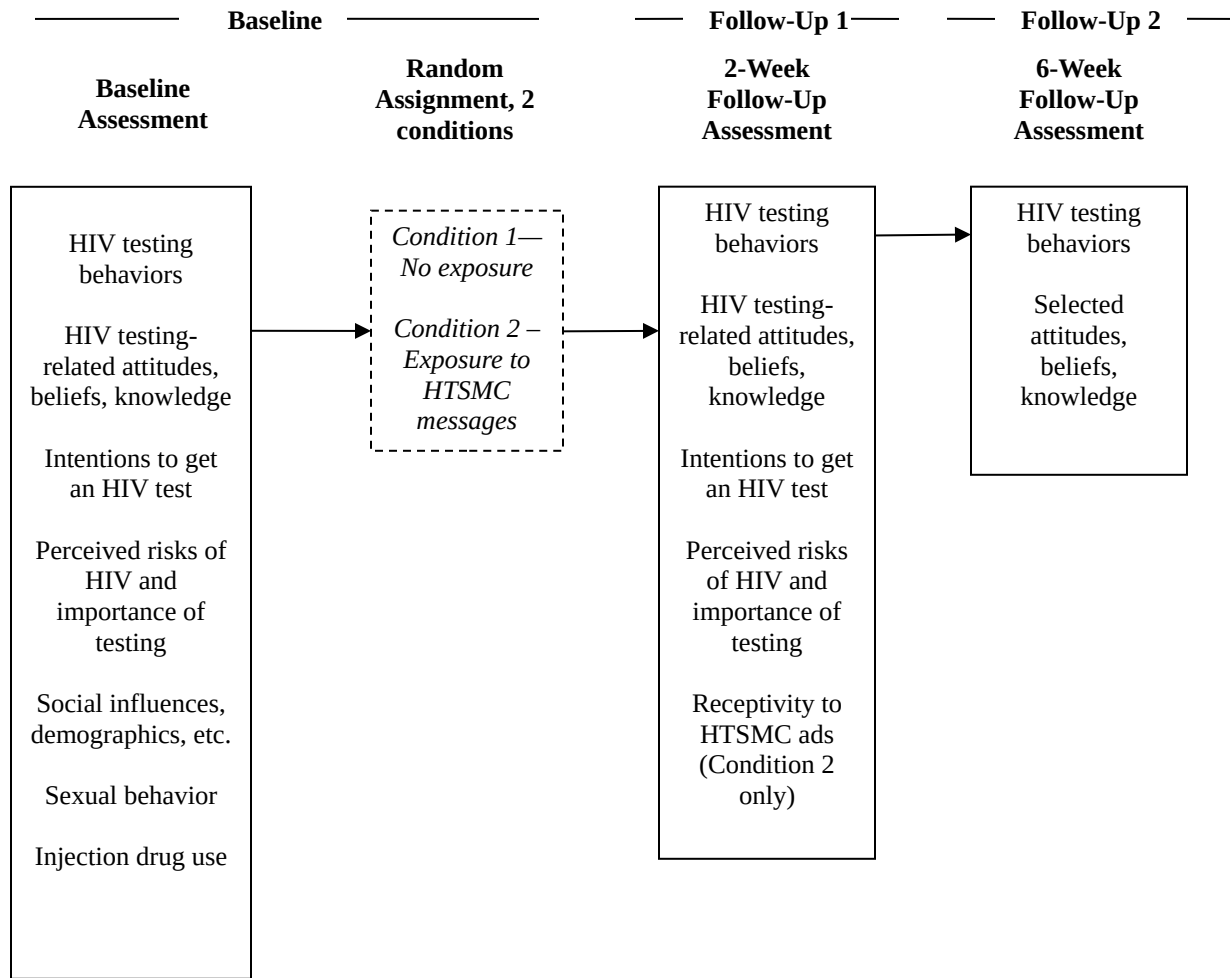 Baseline
Follow-Up 1
Follow-Up 2
Baseline
Assessment
Random
Assignment, 2
conditions
2-Week
Follow-Up
Assessment
6-Week
Follow-Up
Assessment
HIV testing
behaviors
HIV testing-
related attitudes,
beliefs, knowledge
Intentions to get
an HIV test
Perceived risks of
HIV and
importance of
testing
Social influences,
demographics, etc.
Sexual behavior
Injection drug use
Condition 1—
No exposure
Condition 2 –
Exposure to
HTSMC
messages
HIV testing
behaviors
HIV testing-
related attitudes,
beliefs,
knowledge
Intentions to get
an HIV test
Perceived risks
of HIV and
importance of
testing
Receptivity to
HTSMC ads
(Condition 2
only)
HIV testing
behaviors
Selected
attitudes,
beliefs,
knowledge